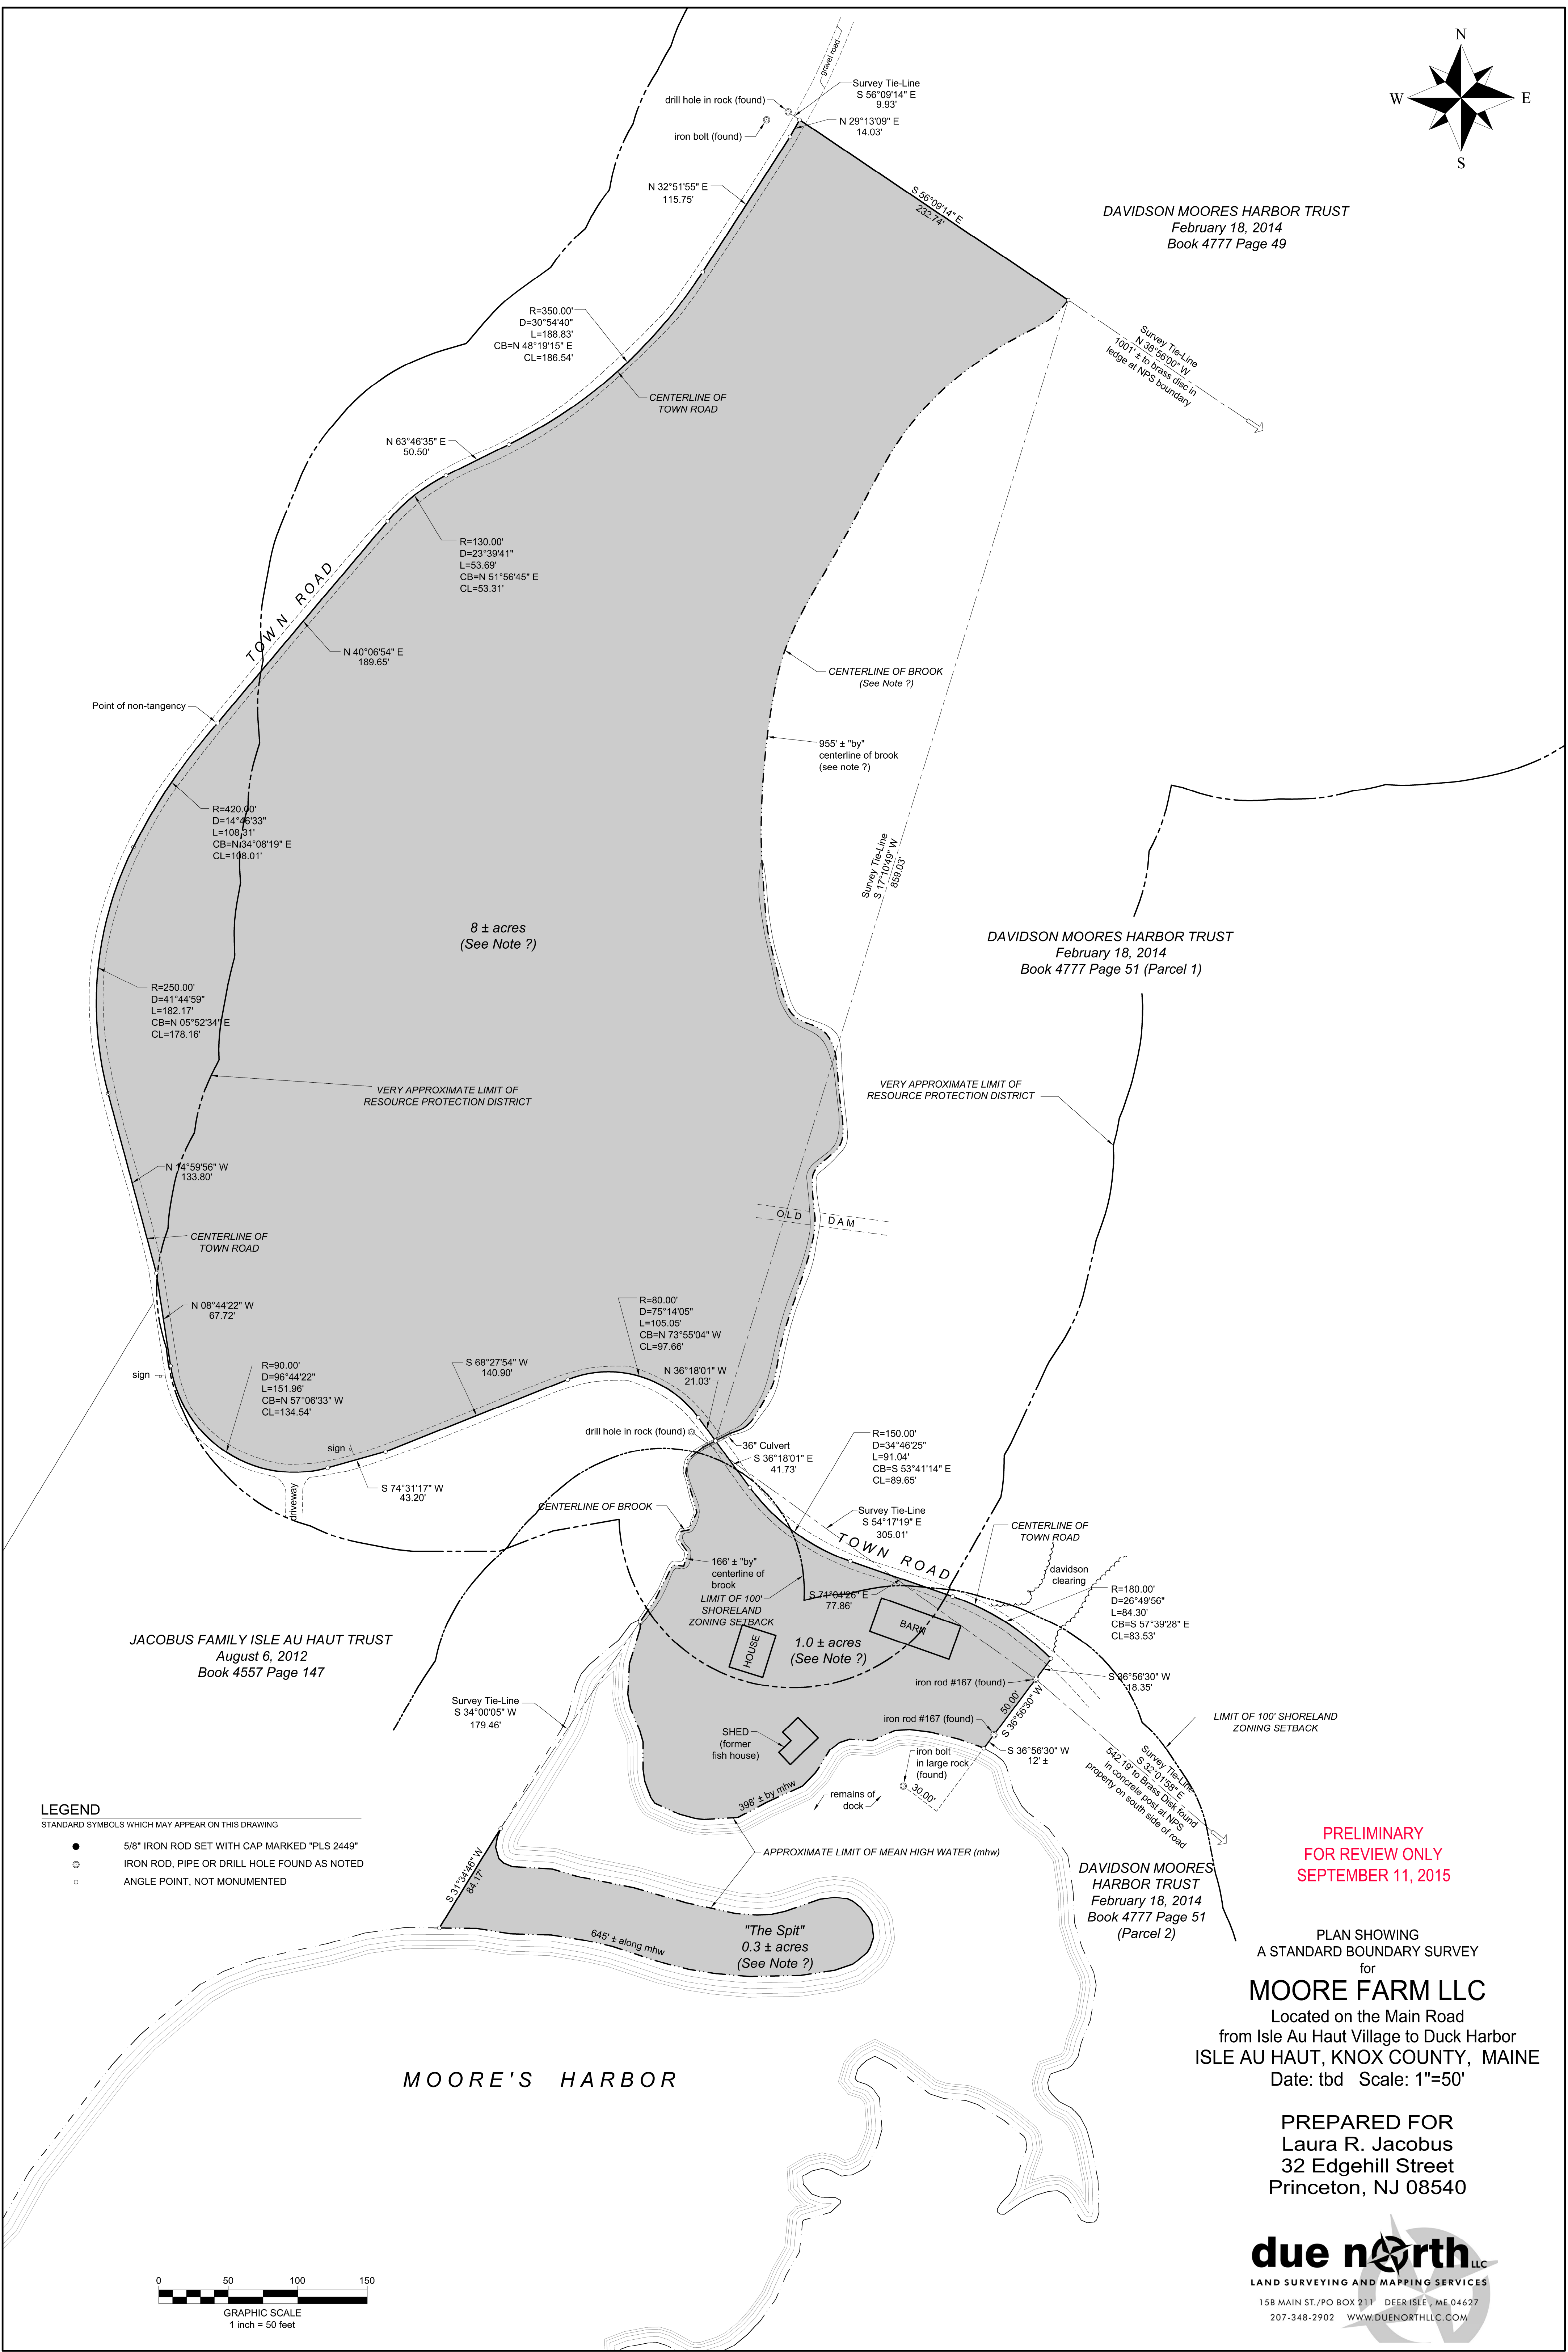 gravel road
Survey Tie-Line
S 56°09'14" E
9.93'
drill hole in rock (found)
iron bolt (found)
N 29°13'09" E
14.03'
N
W
E
S
N 32°51'55" E
115.75'
S 56°09'14" E
232.74'
DAVIDSON MOORES HARBOR TRUST
February 18, 2014
Book 4777 Page 49
R=350.00'
D=30°54'40"
L=188.83'
CB=N 48°19'15" E
CL=186.54'
Survey Tie-Line
N 38°56'00" W
1001' ± to brass disc in
ledge at NPS boundary
CENTERLINE OF
TOWN ROAD
N 63°46'35" E
50.50'
R=130.00'
D=23°39'41"
L=53.69'
CB=N 51°56'45" E
CL=53.31'
TOWN ROAD
N 40°06'54" E
189.65'
CENTERLINE OF BROOK
(See Note ?)
Point of non-tangency
955' ± "by"
centerline of brook
(see note ?)
R=420.00'
D=14°46'33"
L=108.31'
CB=N 34°08'19" E
CL=108.01'
Survey Tie-Line
S 17°10'49" W
859.03'
8 ± acres
(See Note ?)
DAVIDSON MOORES HARBOR TRUST
February 18, 2014
Book 4777 Page 51 (Parcel 1)
R=250.00'
D=41°44'59"
L=182.17'
CB=N 05°52'34" E
CL=178.16'
VERY APPROXIMATE LIMIT OF
RESOURCE PROTECTION DISTRICT
VERY APPROXIMATE LIMIT OF
RESOURCE PROTECTION DISTRICT
N 14°59'56" W
133.80'
OLD DAM
CENTERLINE OF
TOWN ROAD
N 08°44'22" W
67.72'
R=80.00'
D=75°14'05"
L=105.05'
CB=N 73°55'04" W
CL=97.66'
sign
R=90.00'
D=96°44'22"
L=151.96'
CB=N 57°06'33" W
CL=134.54'
S 68°27'54" W
140.90'
N 36°18'01" W
21.03'
drill hole in rock (found)
sign
36" Culvert
S 36°18'01" E
41.73'
R=150.00'
D=34°46'25"
L=91.04'
CB=S 53°41'14" E
CL=89.65'
S 74°31'17" W
43.20'
driveway
CENTERLINE OF BROOK
Survey Tie-Line
S 54°17'19" E
305.01'
TOWN ROAD
CENTERLINE OF
TOWN ROAD
davidson
clearing
166' ± "by"
centerline of
brook
LIMIT OF 100'
SHORELAND
ZONING SETBACK
S 71°04'26" E
77.86'
R=180.00'
D=26°49'56"
L=84.30'
CB=S 57°39'28" E
CL=83.53'
BARN
HOUSE
1.0 ± acres
(See Note ?)
JACOBUS FAMILY ISLE AU HAUT TRUST
August 6, 2012
Book 4557 Page 147
iron rod #167 (found)
S 36°56'30" W
18.35'
Survey Tie-Line
S 34°00'05" W
179.46'
50.00'
S 36°56'30" W
iron rod #167 (found)
SHED
(former
fish house)
LIMIT OF 100' SHORELAND
ZONING SETBACK
S 36°56'30" W
12' ±
iron bolt
in large rock
(found)
30.00'
Survey Tie-Line
S 32°01'58" E
542.19' to Brass Disk found
in concrete post at NPS
property on south side of road
398' ± by mhw
remains of
dock
APPROXIMATE LIMIT OF MEAN HIGH WATER (mhw)
LEGEND
STANDARD SYMBOLS WHICH MAY APPEAR ON THIS DRAWING
5/8" IRON ROD SET WITH CAP MARKED "PLS 2449"
IRON ROD, PIPE OR DRILL HOLE FOUND AS NOTED
ANGLE POINT, NOT MONUMENTED
S 31°34'46" W
84.17'
645' ± along mhw
"The Spit"
0.3 ± acres
(See Note ?)
DAVIDSON MOORES
HARBOR TRUST
February 18, 2014
Book 4777 Page 51
(Parcel 2)
PRELIMINARY
FOR REVIEW ONLY
SEPTEMBER 11, 2015
PLAN SHOWING
A STANDARD BOUNDARY SURVEY
for
MOORE FARM LLC
Located on the Main Road
from Isle Au Haut Village to Duck Harbor
ISLE AU HAUT, KNOX COUNTY, MAINE
Date: tbd Scale: 1"=50'
MOORE'S HARBOR
PREPARED FOR
Laura R. Jacobus
32 Edgehill Street
Princeton, NJ 08540
due north LLC
LAND SURVEYING AND MAPPING SERVICES
15B MAIN ST./PO BOX 211 DEER ISLE, ME 04627
207-348-2902 WWW.DUENORTHLLC.COM
0 50 100 150
GRAPHIC SCALE
1 inch = 50 feet